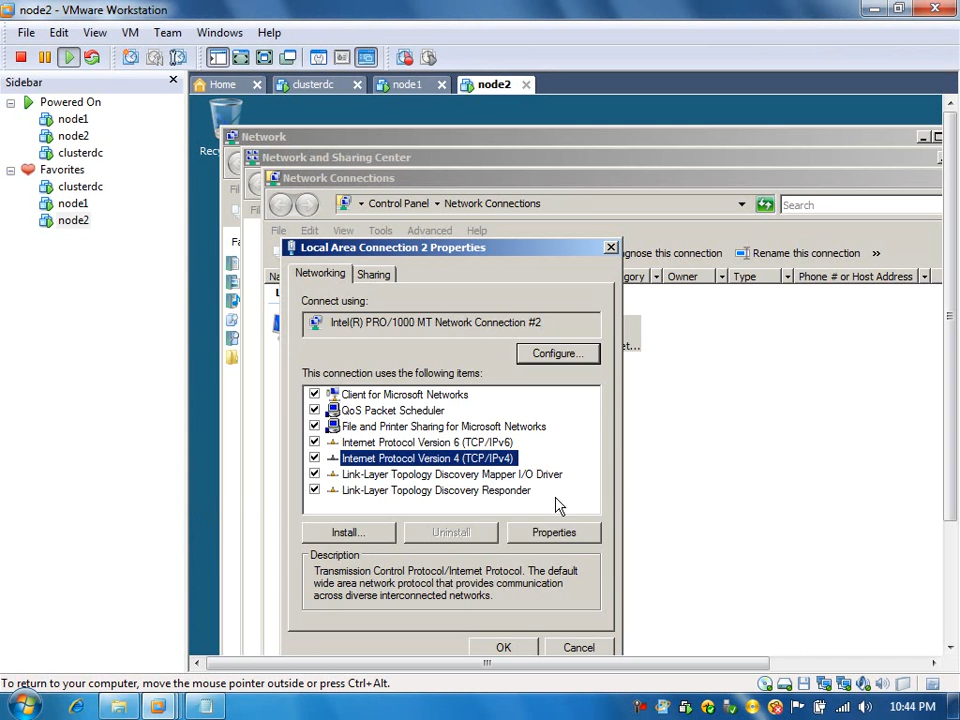 node2 - VMware Workstation
File Edit View VM Team Windows Help
Sidebar
Home clusterdc node1 node2
Powered On
node1
node2
clusterdc
Favorites
clusterdc
node1
node2
Recy
Network
Network and Sharing Center
Network Connections
Control Panel Network Connections Search
File Edit View Tools Advanced Help
Local Area Connection 2 Properties
agnose this connection Rename this connection »
Owner Type Phone # or Host Address
Networking Sharing
Connect using:
Intel(R) PRO/1000 MT Network Connection #2
Configure...
This connection uses the following items:
Client for Microsoft Networks
QoS Packet Scheduler
File and Printer Sharing for Microsoft Networks
Internet Protocol Version 6 (TCP/IPv6)
Internet Protocol Version 4 (TCP/IPv4)
Link-Layer Topology Discovery Mapper I/O Driver
Link-Layer Topology Discovery Responder
Install... Uninstall Properties
Description
Transmission Control Protocol/Internet Protocol. The default
wide area network protocol that provides communication
across diverse interconnected networks.
OK Cancel
To return to your computer, move the mouse pointer outside or press Ctrl+Alt.
10:44 PM